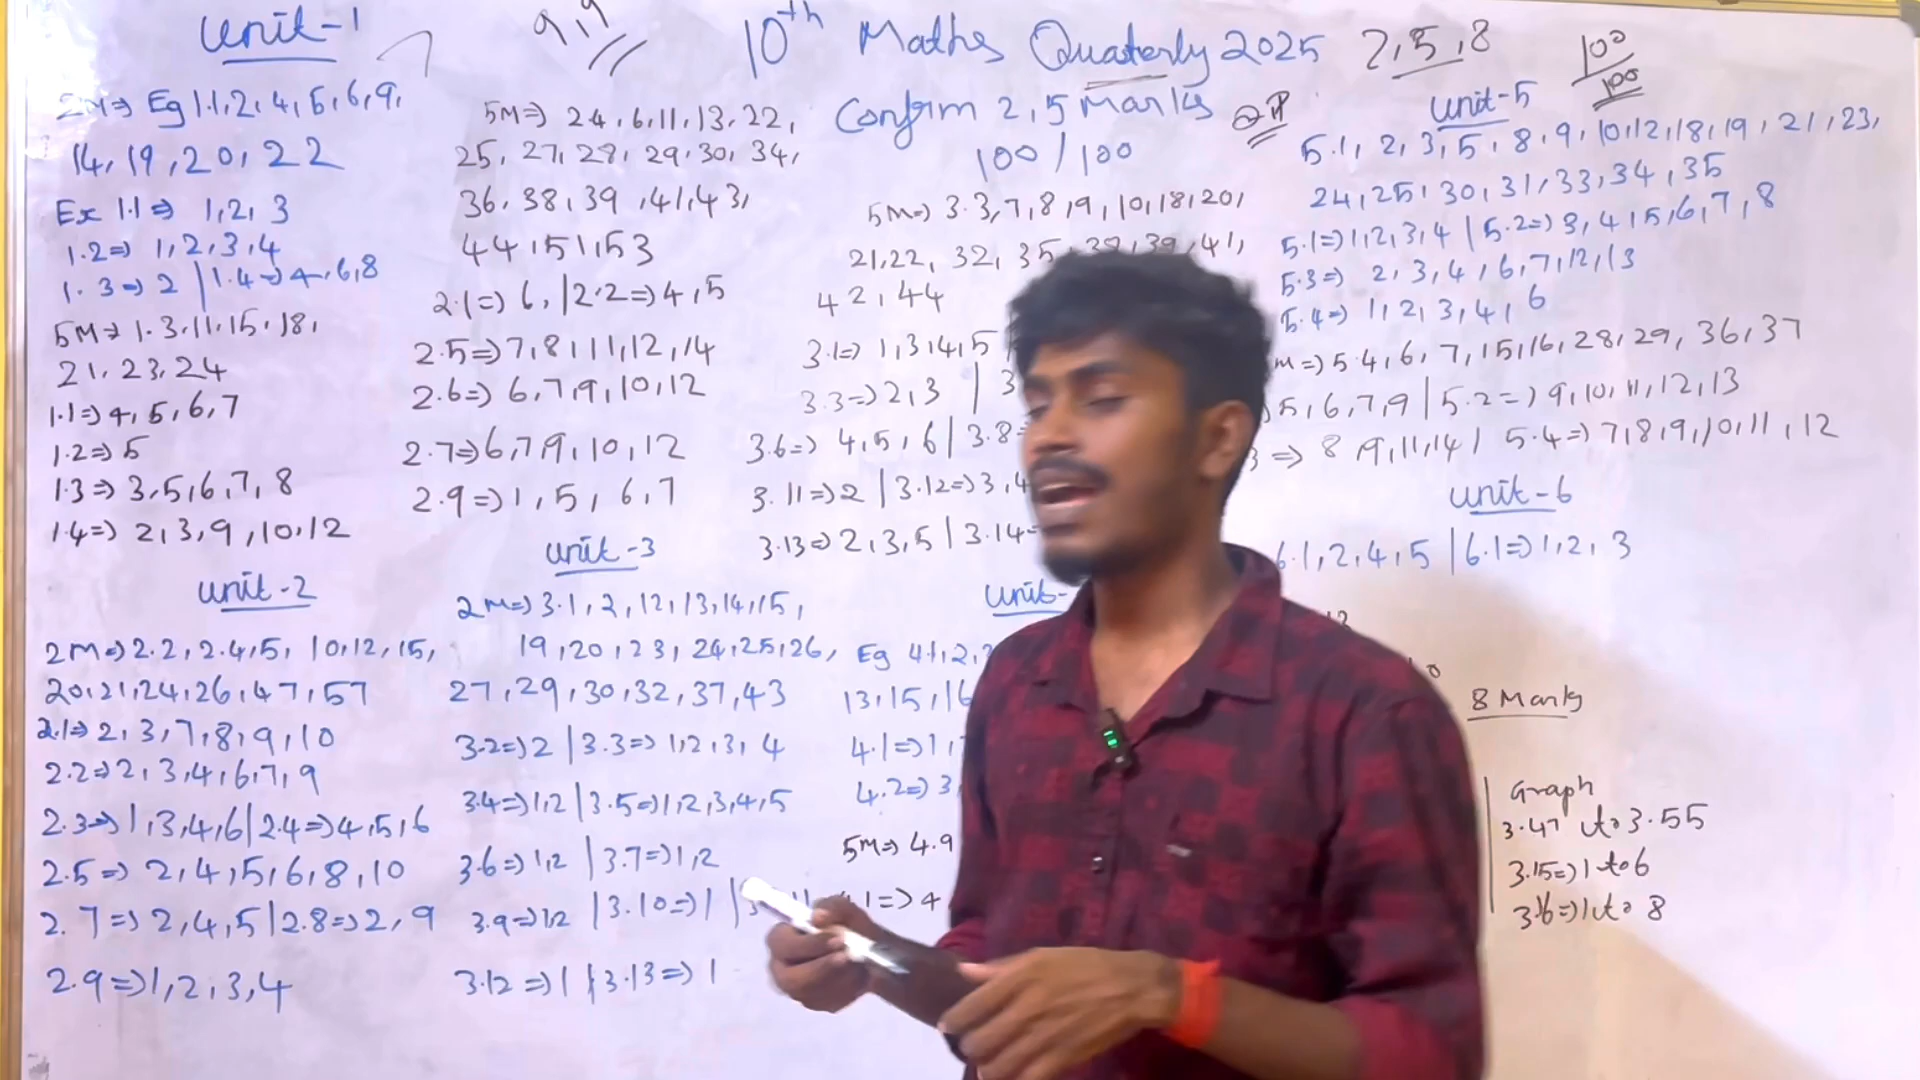 Unit-1
9,9
10th Maths Quaterly 2025 2,5,8
100/100
2M⇒ Eg 1.1,2,4,5,6,9,
14,19,20,22
Ex 1.1⇒ 1,2,3
1.2⇒ 1,2,3,4
1.3⇒2 | 1.4⇒4,6,8
5M⇒ 1.3,11,15,18,
21,23,24
1.1⇒4,5,6,7
1.2⇒5
1.3⇒3,5,6,7,8
1.4⇒) 2,3,9,10,12
Unit-2
2M⇒2.2,2.4,5, 10,12,15,
20,21,24,26,47,57
2.1⇒2,3,7,8,9,10
2.2⇒2,3,4,6,7,9
2.3⇒1,3,4,6|2.4⇒4,5,6
2.5⇒ 2,4,5,6,8,10
2.7⇒2,4,5|2.8⇒2,9
2.9⇒1,2,3,4
5M⇒ 24,6,11,13,22,
25,27,28,29,30,34,
36,38,39,41,43,
44,51,53
2.1⇒6,|2.2⇒4,5
2.5⇒7,8,11,12,14
2.6⇒ 6,7,9,10,12
2.7⇒6,7,9,10,12
2.9⇒1,5,6,7
Unit-3
2M⇒3.1,2,12,13,14,15,
19,20,23,24,25,26,
27,29,30,32,37,43
3.2⇒2|3.3⇒1,2,3,4
3.4⇒1,2|3.5⇒1,2,3,4,5
3.6⇒1,2|3.7⇒1,2
3.9⇒1,2|3.10⇒1|
3.12⇒1|3.13⇒1
Confirm 2,5 Marks QP
100/100
5M⇒ 3.3,7,8,9,10,18,20,
21,22,32,35,38,39,41,
42,44
3.1⇒ 1,3,4,5
3.3⇒2,3 | 3
3.6⇒ 4,5,6|3.8
3.11⇒2|3.12⇒3,4
3.13⇒2,3,5|3.14
Unit-
Eg 4.1,2,
13,15,16
4.1⇒1,
4.2⇒3,
5M⇒4.9
⇒4
Unit-5
5.1,2,3,5,8,9,10,12,18,19,21,23,
24,25,30,31,33,34,35
5.1⇒1,2,3,4|5.2⇒3,4,5,6,7,8
5.3⇒ 2,3,4,6,7,12,13
5.4⇒ 1,2,3,4,6
M⇒5.4,6,7,15,16,28,29,36,37
5,6,7,9|5.2⇒9,10,11,12,13
3⇒8,9,11,14| 5.4⇒7,8,9,10,11,12
Unit-6
6.1,2,4,5|6.1⇒1,2,3
8 Marks
Graph
3.47 to 3.55
3.15⇒1 to 6
3.16⇒1 to 8